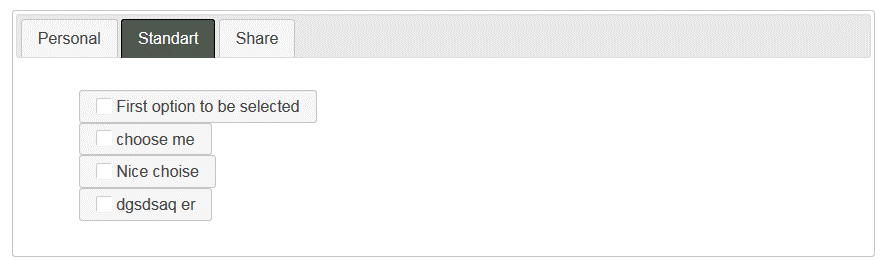 Personal Standart Share
First option to be selected
choose me
Nice choise
dgsdsaq er